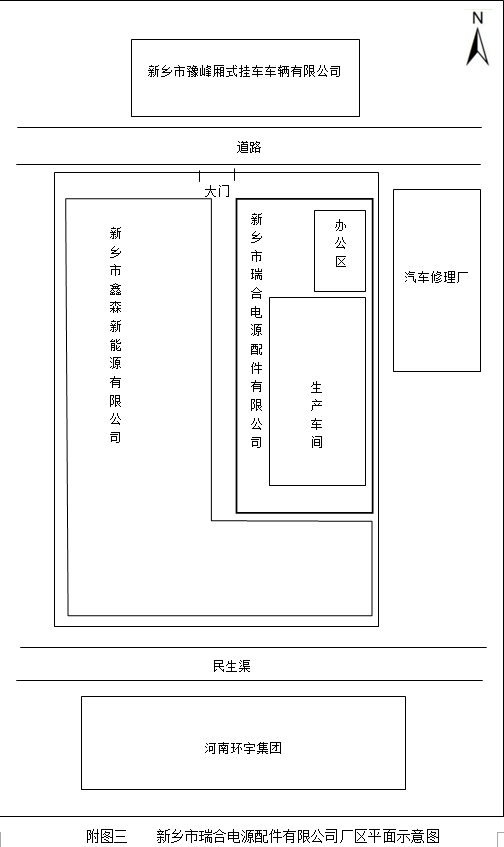 N
新乡市豫峰厢式挂车车辆有限公司
道路
大门
新乡市鑫森新能源有限公司
新乡市瑞合电源配件有限公司
办公区
生产车间
汽车修理厂
民生渠
河南环宇集团
附图三 新乡市瑞合电源配件有限公司厂区平面示意图